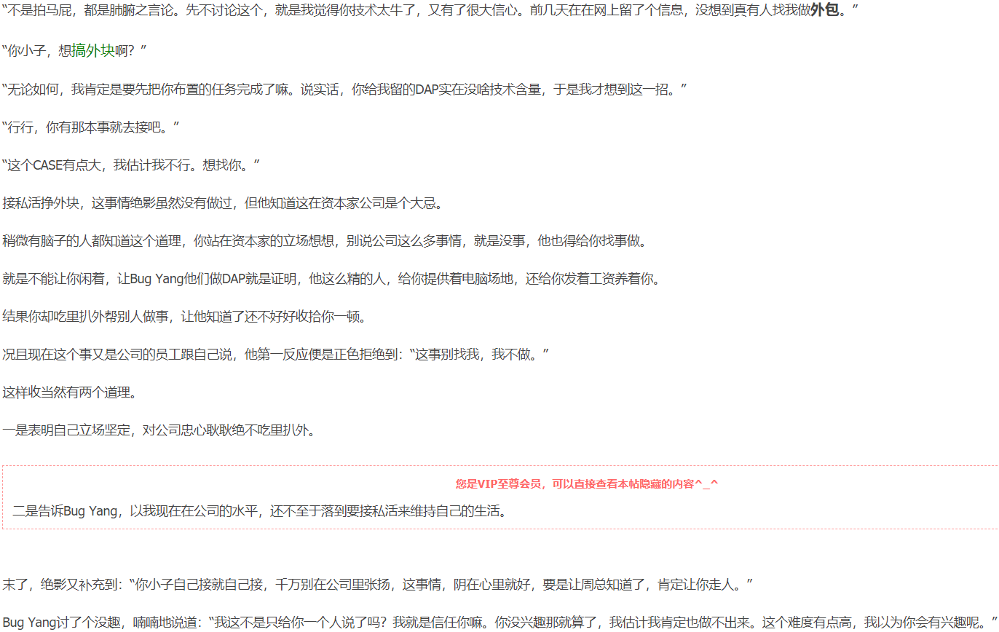 “不是拍马屁，都是肺腑之言论。先不讨论这个，就是我觉得你技术太牛了，又有了很大信心。前几天在在网上留了个信息，没想到真有人找我做外包。”
“你小子，想搞外块啊？”
“无论如何，我肯定是要先把你布置的任务完成了嘛。说实话，你给我留的DAP实在没啥技术含量，于是我才想到这一招。”
“行行，你有那本事就去接吧。”
“这个CASE有点大，我估计我不行。想找你。”
接私活挣外块，这事情绝影虽然没有做过，但他知道这在资本家公司是个大忌。
稍微有脑子的人都知道这个道理，你站在资本家的立场想想，别说公司这么多事情，就是没事，他也得给你找事做。
就是不能让你闲着，让Bug Yang他们做DAP就是证明，他这么精的人，给你提供着电脑场地，还给你发着工资养着你。
结果你却吃里扒外帮别人做事，让他知道了还不好好收拾你一顿。
况且现在这个事又是公司的员工跟自己说，他第一反应便是正色拒绝到：“这事别找我，我不做。”
这样收当然有两个道理。
一是表明自己立场坚定，对公司忠心耿耿绝不吃里扒外。
您是VIP至尊会员，可以直接查看本帖隐藏的内容^_^
二是告诉Bug Yang，以我现在在公司的水平，还不至于落到要接私活来维持自己的生活。
末了，绝影又补充到：“你小子自己接就自己接，千万别在公司里张扬，这事情，阴在心里就好，要是让周总知道了，肯定让你走人。”
Bug Yang讨了个没趣，喃喃地说道：“我这不是只给你一个人说了吗？我就是信任你嘛。你没兴趣那就算了，我估计我肯定也做不出来。这个难度有点高，我以为你会有兴趣呢。”